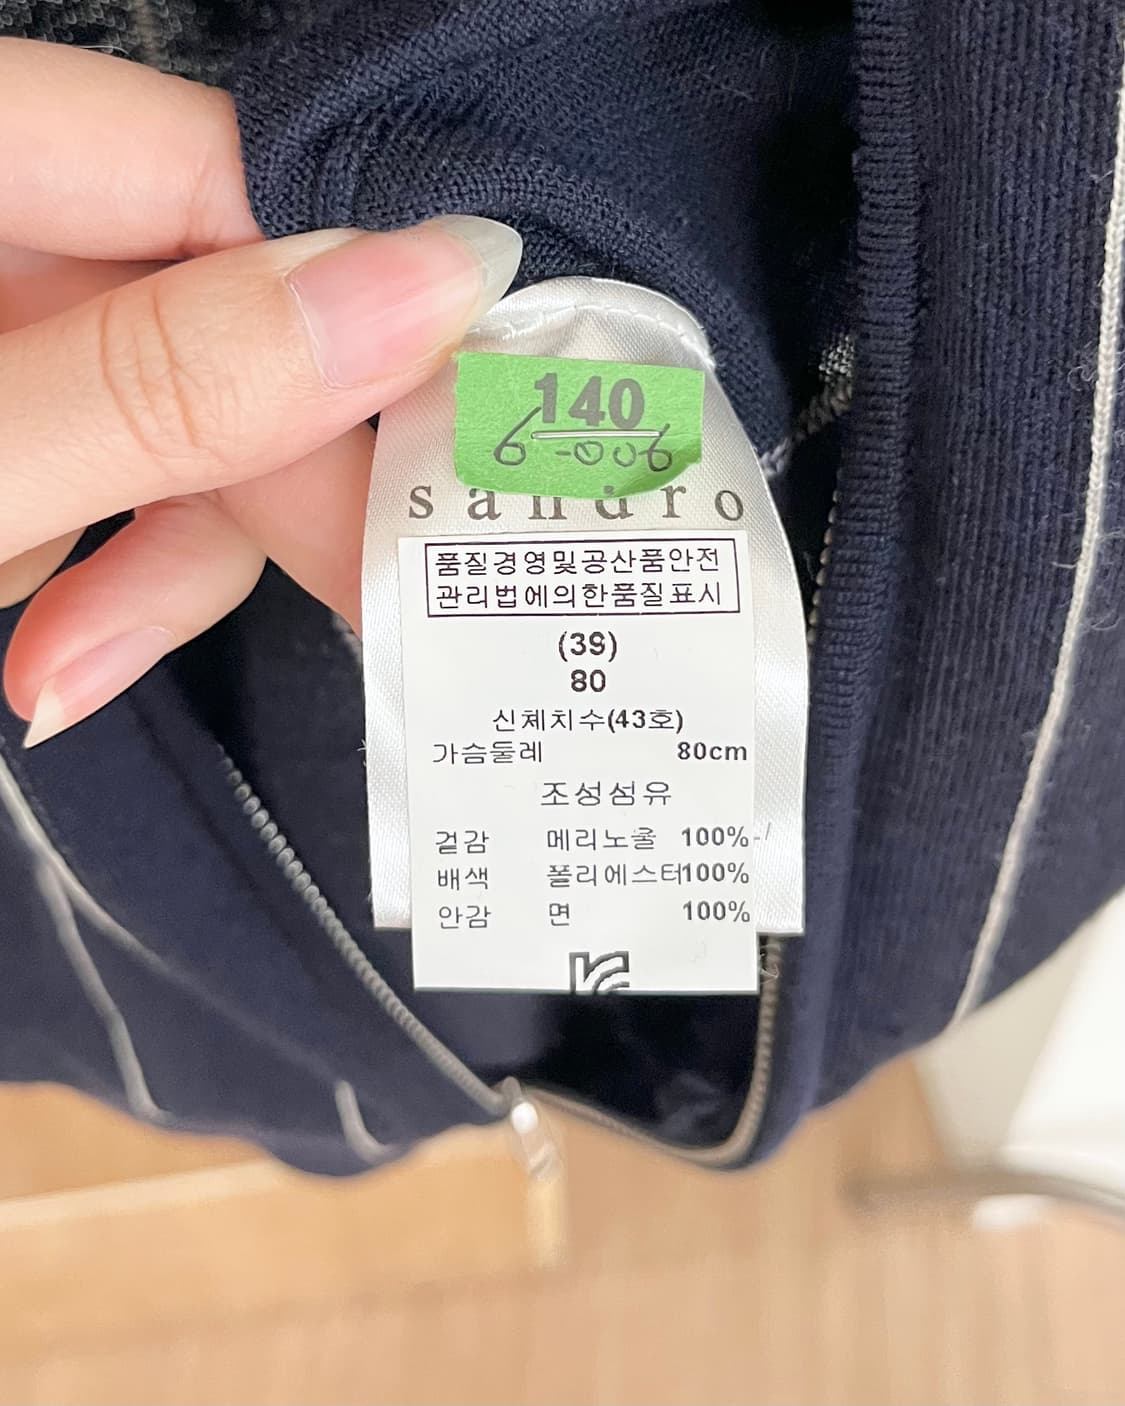 140
6 -006
sandro
품질경영및공산품안전
관리법에의한품질표시
(39)
80
신체치수(43호)
가슴둘레 80cm
조성섬유
겉감 메리노울 100%
배색 폴리에스터100%
안감 면 100%